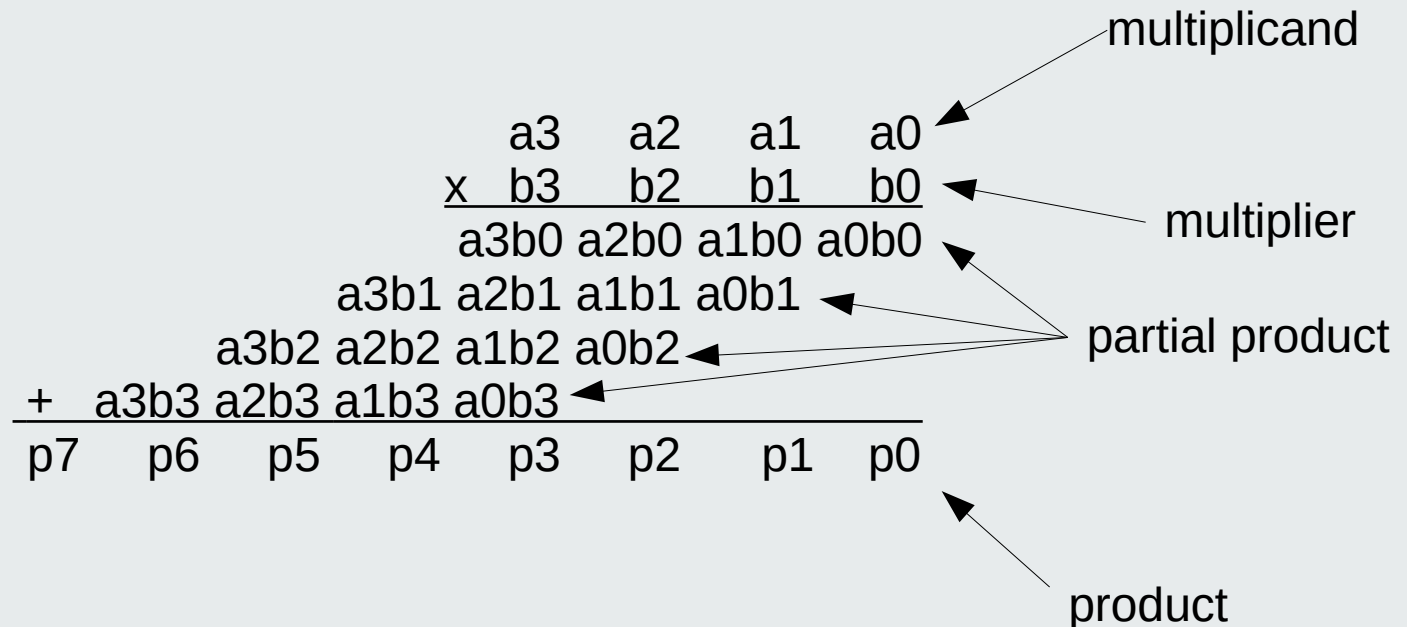 multiplicand
a3 a2 a1 a0
x b3 b2 b1 b0
multiplier
a3b0 a2b0 a1b0 a0b0
a3b1 a2b1 a1b1 a0b1
partial product
a3b2 a2b2 a1b2 a0b2
+ a3b3 a2b3 a1b3 a0b3
p7 p6 p5 p4 p3 p2 p1 p0
product